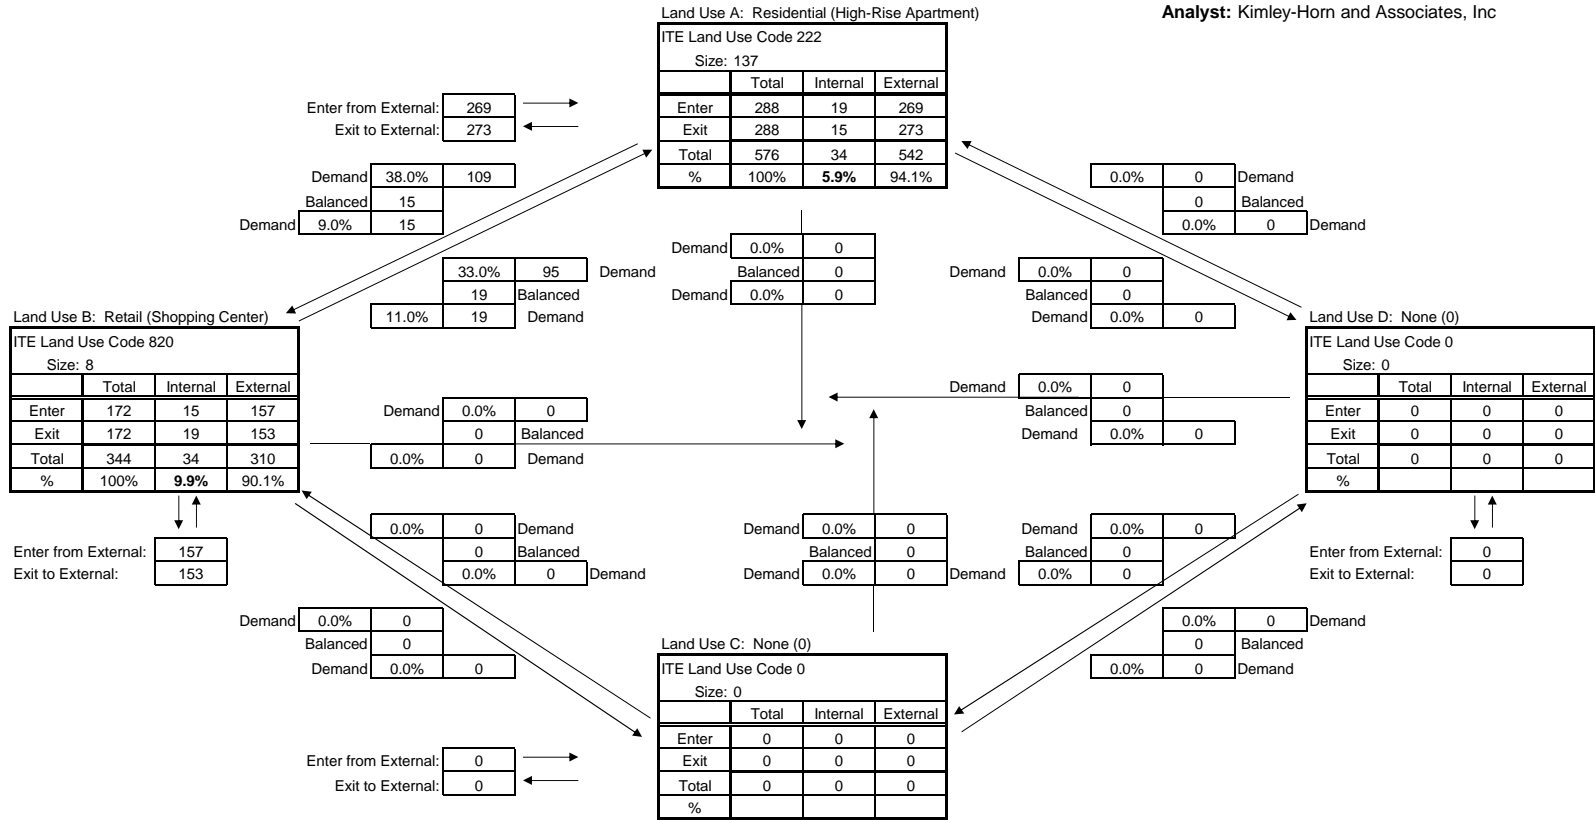 Land Use A: Residential (High-Rise Apartment)
Analyst: Kimley-Horn and Associates, Inc
ITE Land Use Code 222
Size: 137
Total Internal External
Enter 288 19 269
Exit 288 15 273
Total 576 34 542
% 100% 5.9% 94.1%
Enter from External: 269
Exit to External: 273
Demand 38.0% 109
Balanced 15
Demand 9.0% 15
0.0% 0 Demand
0 Balanced
0.0% 0 Demand
Demand 0.0% 0
Balanced 0
Demand 0.0% 0
33.0% 95 Demand
19 Balanced
11.0% 19 Demand
Demand 0.0% 0
Balanced 0
Demand 0.0% 0
Land Use B: Retail (Shopping Center)
ITE Land Use Code 820
Size: 8
Total Internal External
Enter 172 15 157
Exit 172 19 153
Total 344 34 310
% 100% 9.9% 90.1%
Land Use D: None (0)
ITE Land Use Code 0
Size: 0
Total Internal External
Enter 0 0 0
Exit 0 0 0
Total 0 0 0
%
Demand 0.0% 0
0 Balanced
0.0% 0 Demand
Demand 0.0% 0
Balanced 0
Demand 0.0% 0
Enter from External: 157
Exit to External: 153
0.0% 0 Demand
0 Balanced
0.0% 0 Demand
Demand 0.0% 0
Balanced 0
Demand 0.0% 0
Demand 0.0% 0
Balanced 0
Demand 0.0% 0
Enter from External: 0
Exit to External: 0
Demand 0.0% 0
Balanced 0
Demand 0.0% 0
0.0% 0 Demand
0 Balanced
0.0% 0 Demand
Land Use C: None (0)
ITE Land Use Code 0
Size: 0
Total Internal External
Enter 0 0 0
Exit 0 0 0
Total 0 0 0
%
Enter from External: 0
Exit to External: 0